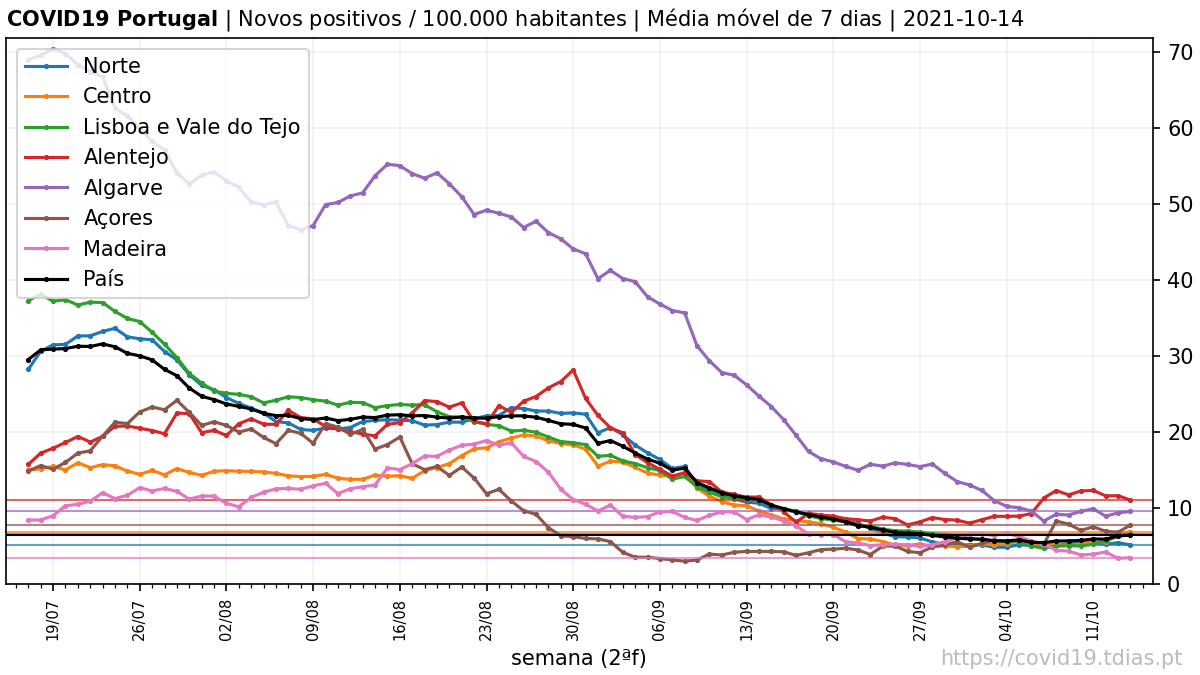 COVID19 Portugal | Novos positivos / 100.000 habitantes | Média móvel de 7 dias | 2021-10-14
Norte
Centro
Lisboa e Vale do Tejo
Alentejo
Algarve
Açores
Madeira
País
70
60
50
40
30
20
10
0
19/07
26/07
02/08
09/08
16/08
23/08
30/08
06/09
13/09
20/09
27/09
04/10
11/10
semana (2ªf)
https://covid19.tdias.pt